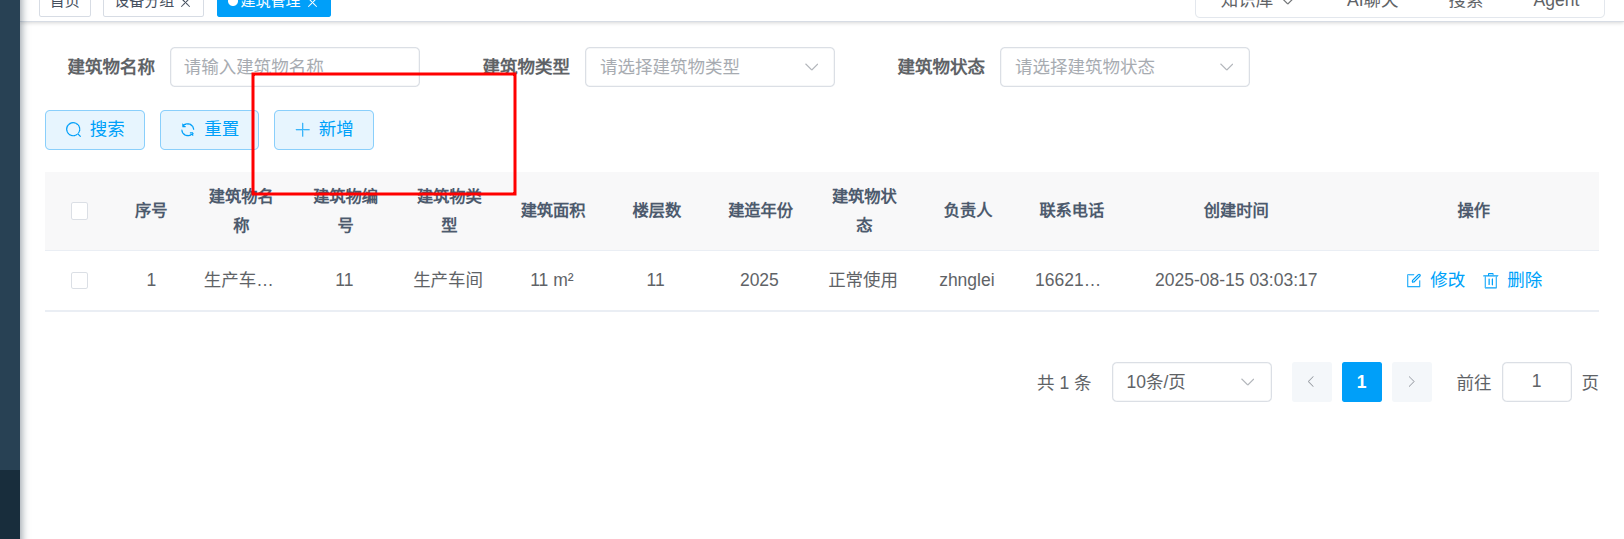 首页 设备分组 建筑管理 知识库 AI聊天 搜索 Agent
建筑物名称 请输入建筑物名称 建筑物类型 请选择建筑物类型 建筑物状态 请选择建筑物状态
搜索 重置 新增
序号 建筑物名称 建筑物编号 建筑物类型 建筑面积 楼层数 建造年份 建筑物状态 负责人 联系电话 创建时间 操作
1 生产车… 11 生产车间 11 m² 11 2025 正常使用 zhnglei 16621… 2025-08-15 03:03:17 修改 删除
共 1 条 10条/页 1 前往 1 页